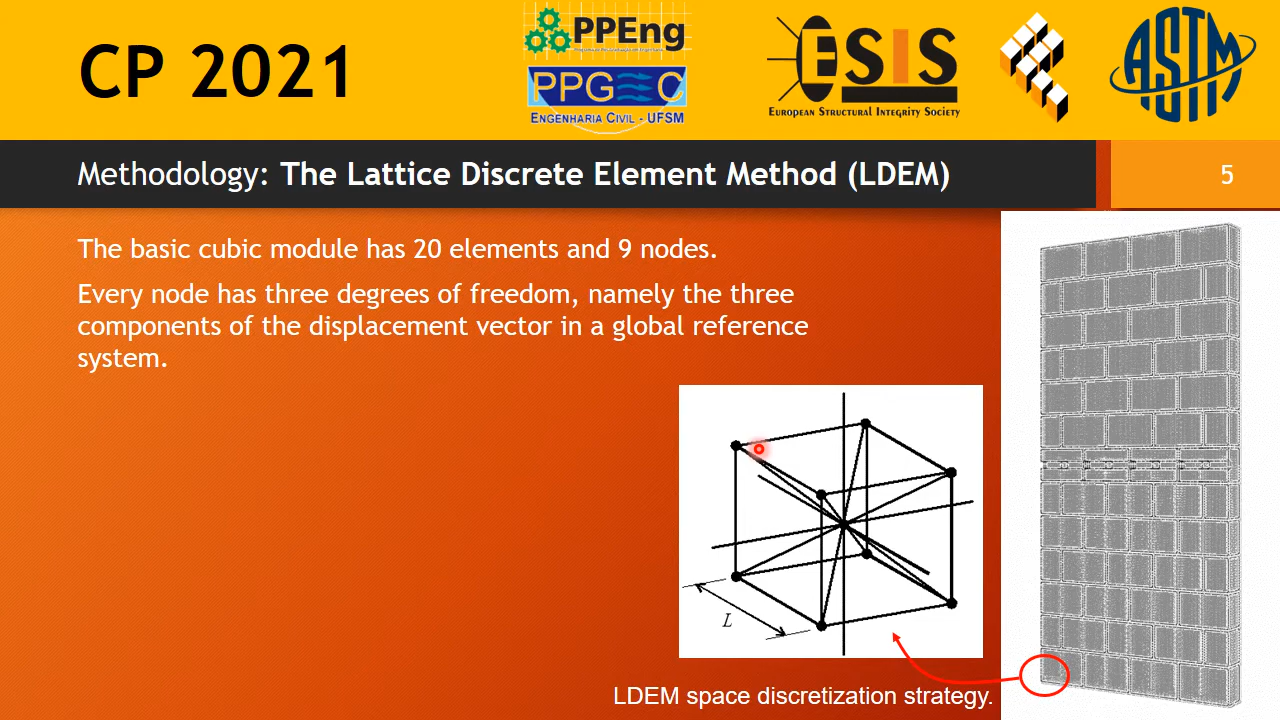 CP 2021
PPEng
PPGEC
ENGENHARIA CIVIL - UFSM
ESIS
EUROPEAN STRUCTURAL INTEGRITY SOCIETY
ASTM
Methodology: The Lattice Discrete Element Method (LDEM)
5
The basic cubic module has 20 elements and 9 nodes.
Every node has three degrees of freedom, namely the three
components of the displacement vector in a global reference
system.
L
LDEM space discretization strategy.